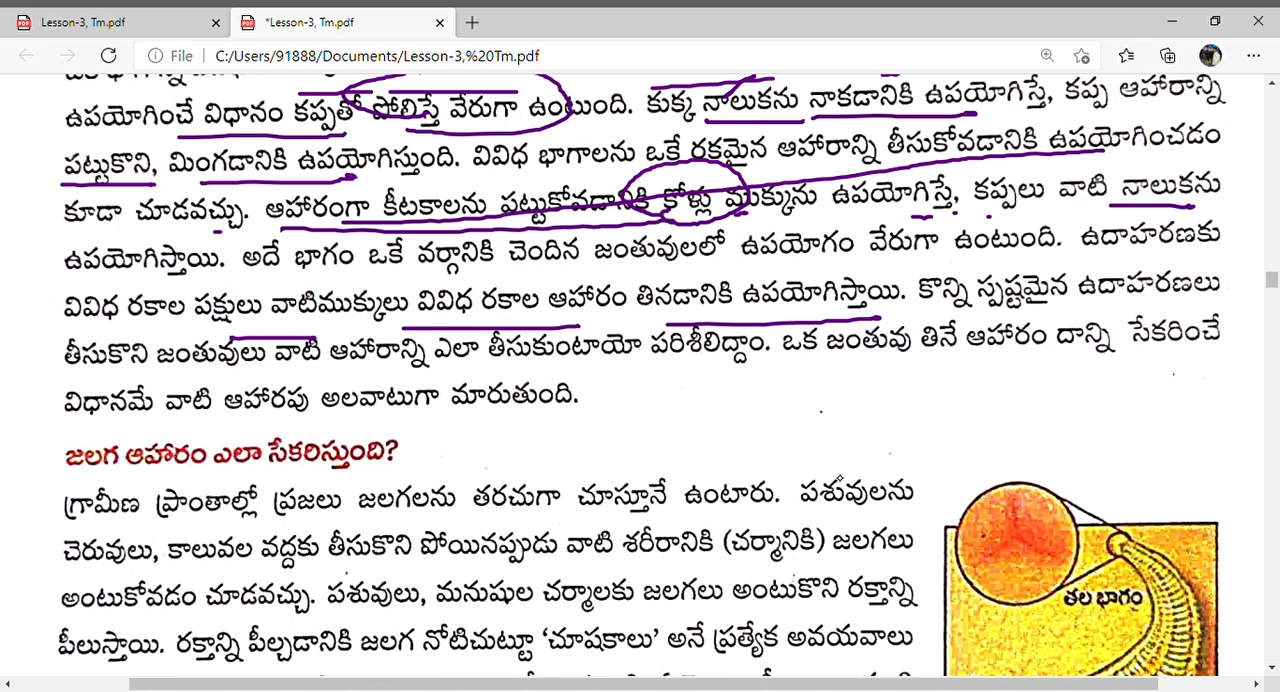 Lesson-3, Tm.pdf
*Lesson-3, Tm.pdf
File | C:/Users/91888/Documents/Lesson-3,%20Tm.pdf
ఉపయోగించే విధానం కప్పతో పోలిస్తే వేరుగా ఉంటుంది. కుక్క నాలుకను నాకడానికి ఉపయోగిస్తే, కప్ప ఆహారాన్ని
పట్టుకొని, మింగడానికి ఉపయోగిస్తుంది. వివిధ భాగాలను ఒకే రకమైన ఆహారాన్ని తీసుకోవడానికి ఉపయోగించడం
కూడా చూడవచ్చు. ఆహారంగా కీటకాలను పట్టుకోవడానికి కోళ్లు ముక్కును ఉపయోగిస్తే, కప్పలు వాటి నాలుకను
ఉపయోగిస్తాయి. అదే భాగం ఒకే వర్గానికి చెందిన జంతువులలో ఉపయోగం వేరుగా ఉంటుంది. ఉదాహరణకు
వివిధ రకాల పక్షులు వాటిముక్కులు వివిధ రకాల ఆహారం తినడానికి ఉపయోగిస్తాయి. కొన్ని స్పష్టమైన ఉదాహరణలు
తీసుకొని జంతువులు వాటి ఆహారాన్ని ఎలా తీసుకుంటాయో పరిశీలిద్దాం. ఒక జంతువు తినే ఆహారం దాన్ని సేకరించే
విధానమే వాటి ఆహారపు అలవాటుగా మారుతుంది.
జలగ ఆహారం ఎలా సేకరిస్తుంది?
గ్రామీణ ప్రాంతాల్లో ప్రజలు జలగలను తరచుగా చూస్తూనే ఉంటారు. పశువులను
చెరువులు, కాలువల వద్దకు తీసుకొని పోయినప్పుడు వాటి శరీరానికి (చర్మానికి) జలగలు
అంటుకోవడం చూడవచ్చు. పశువులు, మనుషుల చర్మాలకు జలగలు అంటుకొని రక్తాన్ని
తల భాగం
పీలుస్తాయి. రక్తాన్ని పీల్చడానికి జలగ నోటిచుట్టూ ‘చూషకాలు’ అనే ప్రత్యేక అవయవాలు